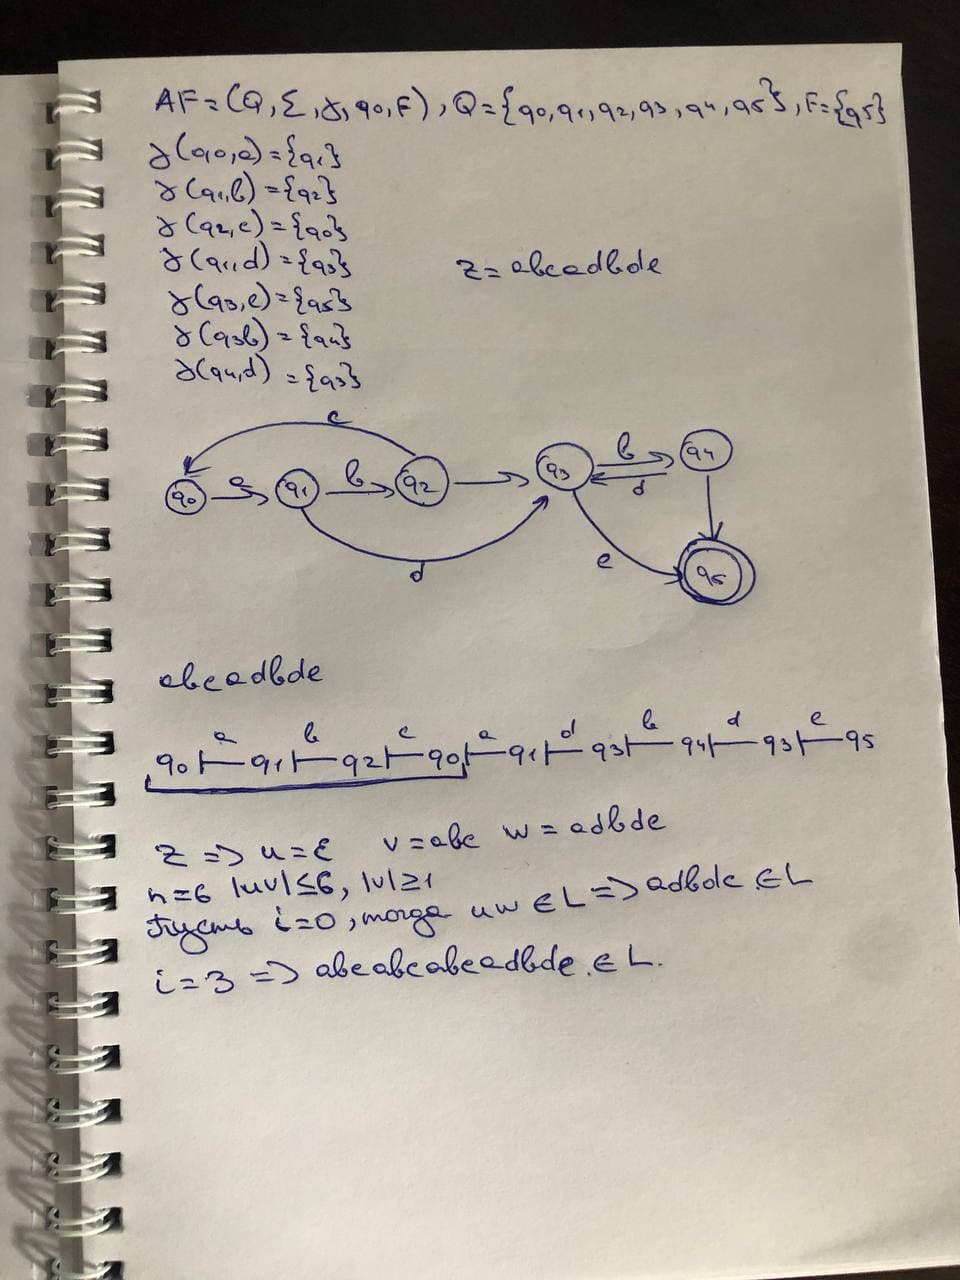 AF = (Q, Σ, γ, q0, F), Q = {q0, q1, q2, q3, q4, q5}, F = {q5}
γ(q0, a) = {q1}
γ(q1, b) = {q2}
γ(q2, c) = {q0}
γ(q1, d) = {q3}
z = abcadbde
γ(q3, e) = {q5}
γ(q3 b) = {q4}
γ(q4, d) = {q3}
c
q0 a q1 b q2 q3 b d q4
d e q5
abcadbde
a b c a d b d e
q0 ⊢ q1 ⊢ q2 ⊢ q0 ⊢ q1 ⊢ q3 ⊢ q4 ⊢ q3 ⊢ q5
z => u = ε v = abc w = adbde
n = 6 |uv| ≤ 6, |v| ≥ 1
Пусть i = 0, тогда uw ∈ L => adbde ∈ L
i = 3 => abcabcabcadbde ∈ L.